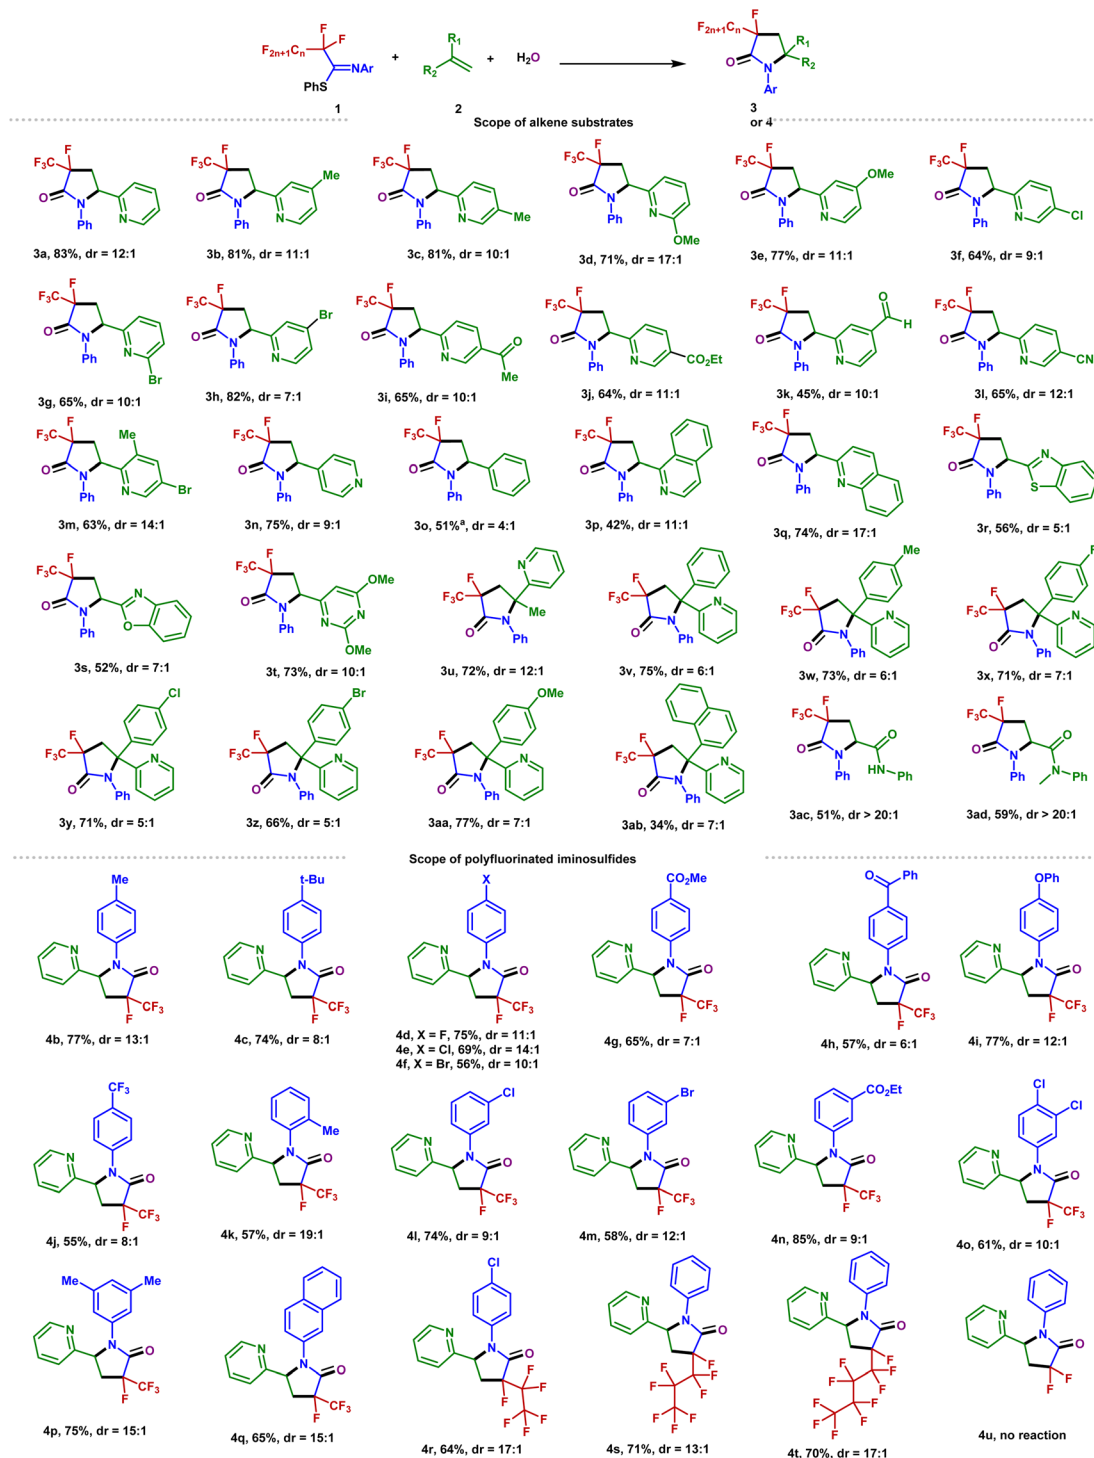 F2n+1Cn F F NAr PhS + R1 R2 + H2O F F2n+1Cn R1 R2 O N Ar
1 2 3
or 4
Scope of alkene substrates
3a, 83%, dr = 12:1
3b, 81%, dr = 11:1
3c, 81%, dr = 10:1
3d, 71%, dr = 17:1
3e, 77%, dr = 11:1
3f, 64%, dr = 9:1
3g, 65%, dr = 10:1
3h, 82%, dr = 7:1
3i, 65%, dr = 10:1
3j, 64%, dr = 11:1
3k, 45%, dr = 10:1
3l, 65%, dr = 12:1
3m, 63%, dr = 14:1
3n, 75%, dr = 9:1
3o, 51%a, dr = 4:1
3p, 42%, dr = 11:1
3q, 74%, dr = 17:1
3r, 56%, dr = 5:1
3s, 52%, dr = 7:1
3t, 73%, dr = 10:1
3u, 72%, dr = 12:1
3v, 75%, dr = 6:1
3w, 73%, dr = 6:1
3x, 71%, dr = 7:1
3y, 71%, dr = 5:1
3z, 66%, dr = 5:1
3aa, 77%, dr = 7:1
3ab, 34%, dr = 7:1
3ac, 51%, dr > 20:1
3ad, 59%, dr > 20:1
Scope of polyfluorinated iminosulfides
4b, 77%, dr = 13:1
4c, 74%, dr = 8:1
4d, X = F, 75%, dr = 11:1
4e, X = Cl, 69%, dr = 14:1
4f, X = Br, 56%, dr = 10:1
4g, 65%, dr = 7:1
4h, 57%, dr = 6:1
4i, 77%, dr = 12:1
4j, 55%, dr = 8:1
4k, 57%, dr = 19:1
4l, 74%, dr = 9:1
4m, 58%, dr = 12:1
4n, 85%, dr = 9:1
4o, 61%, dr = 10:1
4p, 75%, dr = 15:1
4q, 65%, dr = 15:1
4r, 64%, dr = 17:1
4s, 71%, dr = 13:1
4t, 70%, dr = 17:1
4u, no reaction